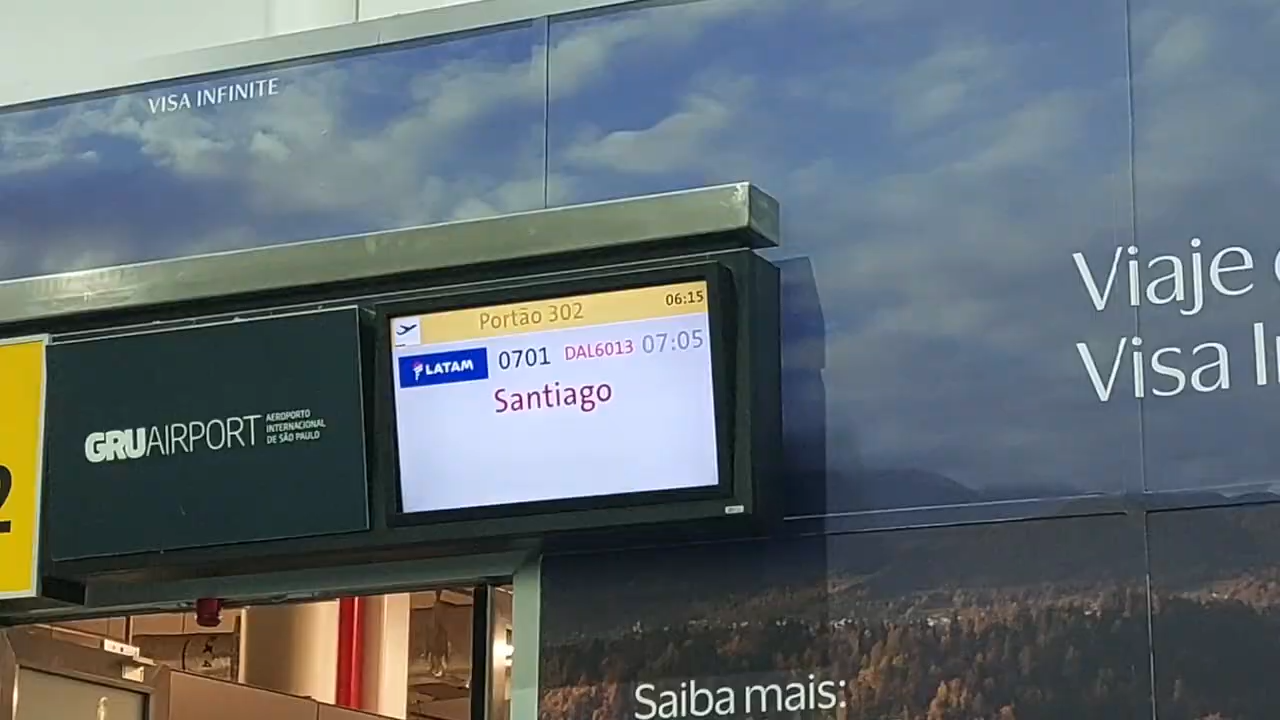 VISA INFINITE
Viaje
Visa
Portão 302
06:15
LATAM 0701 DAL6013 07:05
Santiago
GRUAIRPORT
AEROPORTO
INTERNACIONAL
DE SÃO PAULO
2
Saiba mais: